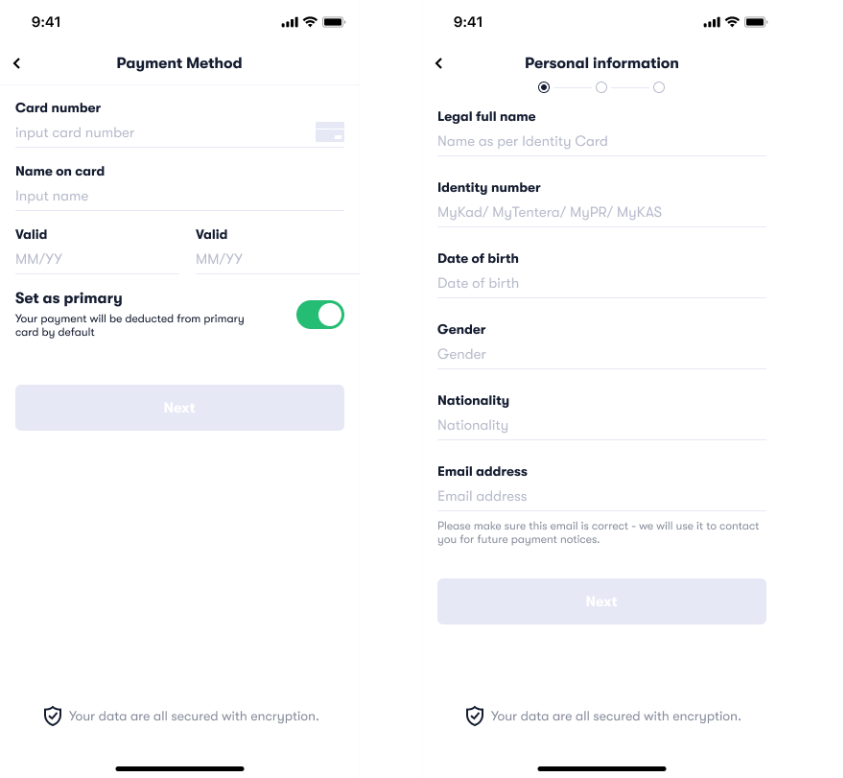 9:41
Payment Method
Card number
input card number
Name on card
Input name
Valid Valid
MM/YY MM/YY
Set as primary
Your payment will be deducted from primary
card by default
Next
Your data are all secured with encryption.
9:41
Personal information
Legal full name
Name as per Identity Card
Identity number
MyKad/ MyTentera/ MyPR/ MyKAS
Date of birth
Date of birth
Gender
Gender
Nationality
Nationality
Email address
Email address
Please make sure this email is correct - we will use it to contact
you for future payment notices.
Next
Your data are all secured with encryption.